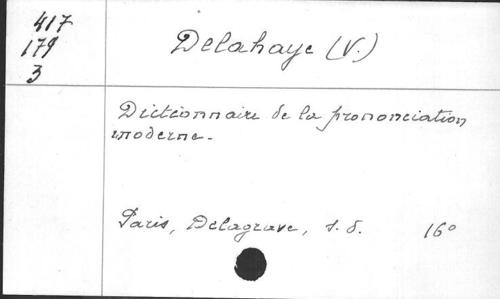 417
179
3
Delahaye (V.)
Dictionnaire de la prononciation
moderne.
Paris, Delagrave, s.d. 16°